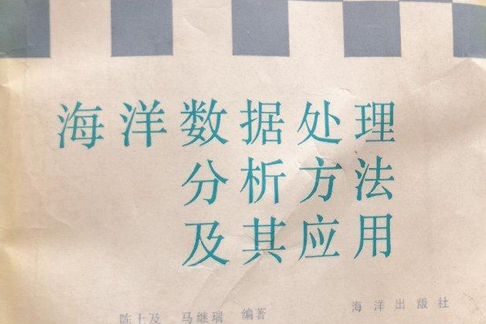 海洋数据处理
分析方法
及其应用
陈上及 马继瑞 编著
海洋出版社